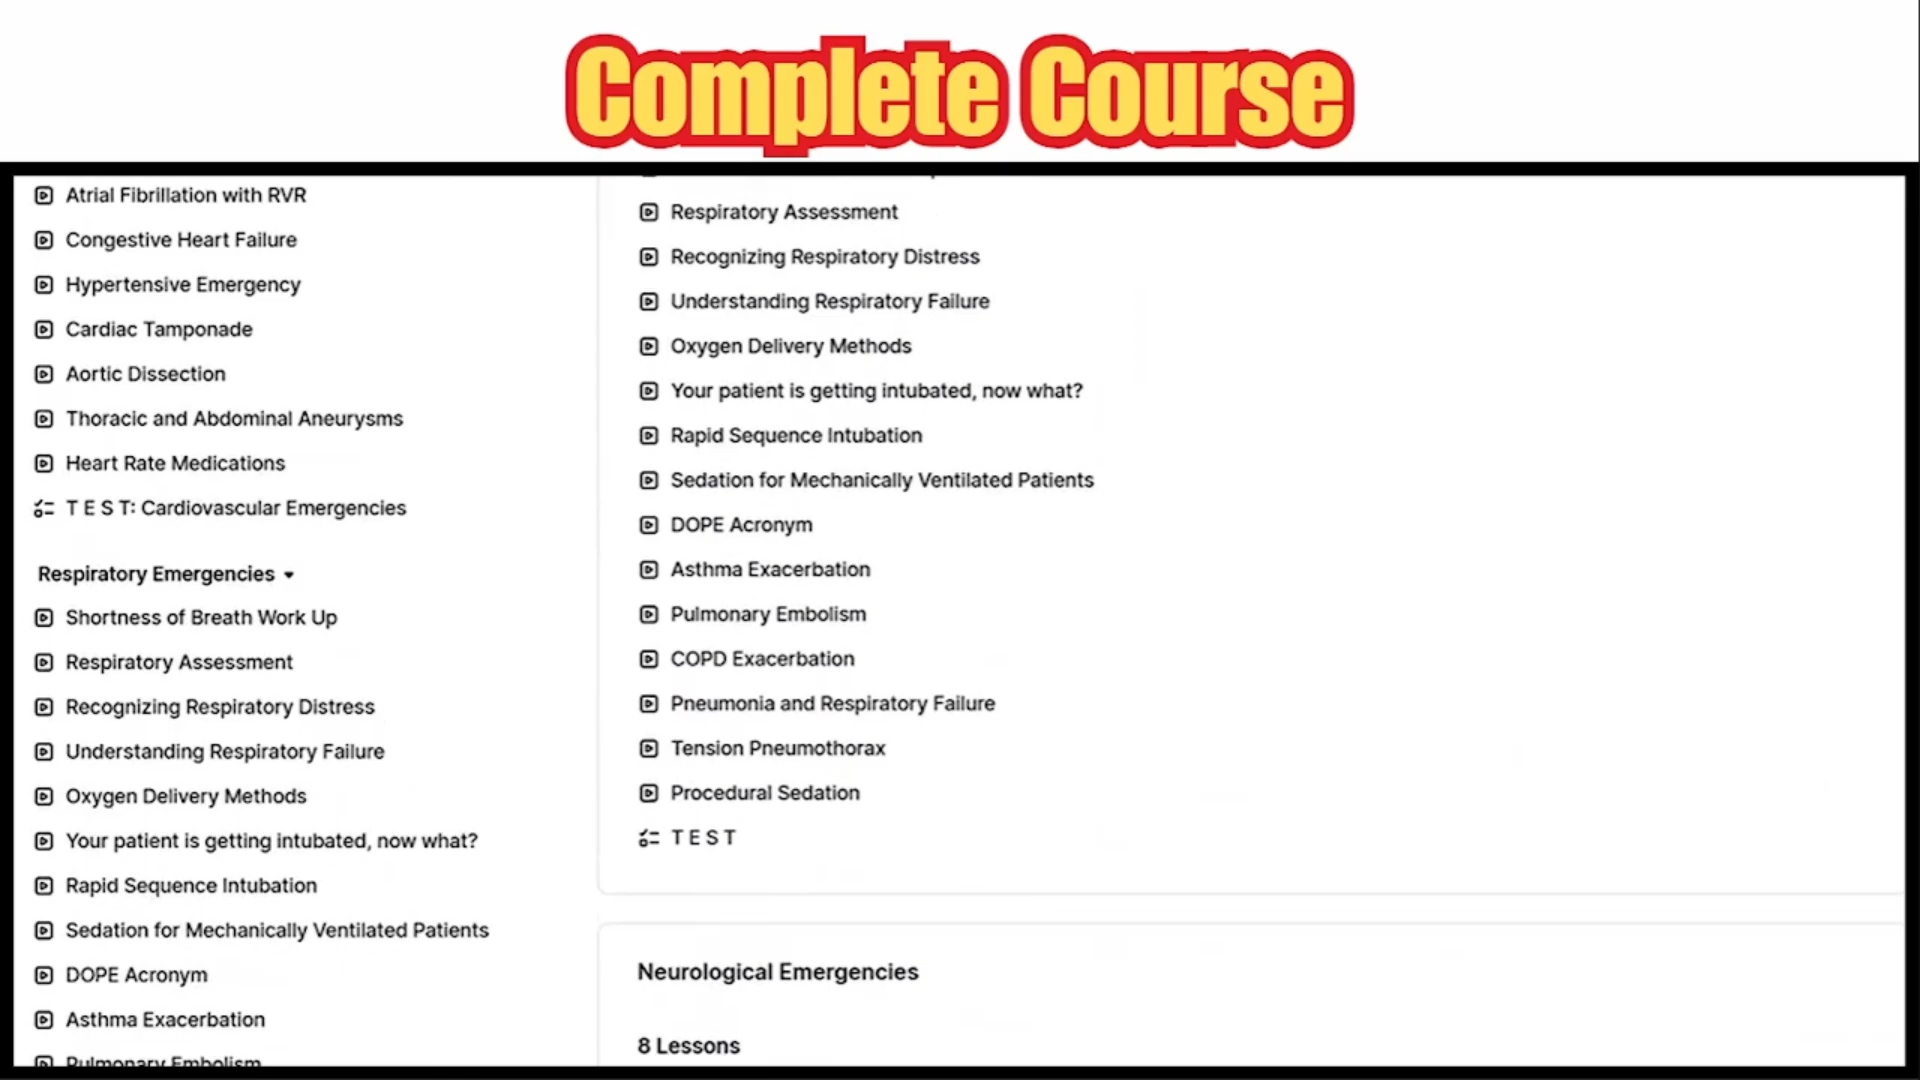 Complete Course
Atrial Fibrillation with RVR
Congestive Heart Failure
Hypertensive Emergency
Cardiac Tamponade
Aortic Dissection
Thoracic and Abdominal Aneurysms
Heart Rate Medications
T E S T: Cardiovascular Emergencies
Respiratory Emergencies
Shortness of Breath Work Up
Respiratory Assessment
Recognizing Respiratory Distress
Understanding Respiratory Failure
Oxygen Delivery Methods
Your patient is getting intubated, now what?
Rapid Sequence Intubation
Sedation for Mechanically Ventilated Patients
DOPE Acronym
Asthma Exacerbation
Pulmonary Embolism
Respiratory Assessment
Recognizing Respiratory Distress
Understanding Respiratory Failure
Oxygen Delivery Methods
Your patient is getting intubated, now what?
Rapid Sequence Intubation
Sedation for Mechanically Ventilated Patients
DOPE Acronym
Asthma Exacerbation
Pulmonary Embolism
COPD Exacerbation
Pneumonia and Respiratory Failure
Tension Pneumothorax
Procedural Sedation
T E S T
Neurological Emergencies
8 Lessons